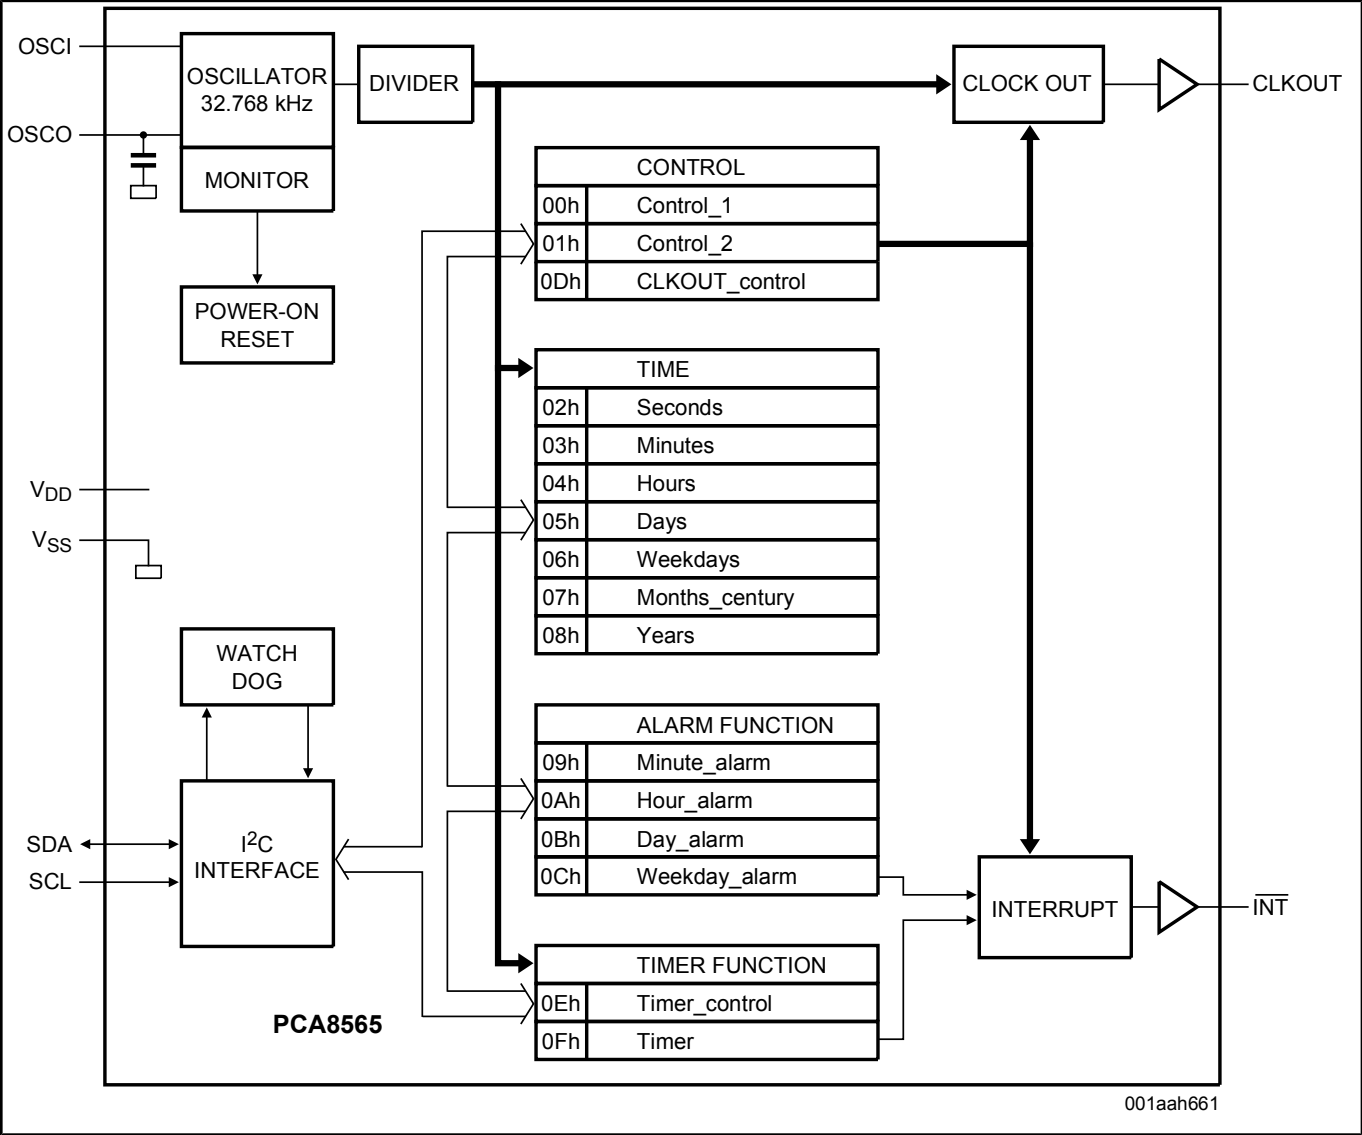 OSCI
OSCO
OSCILLATOR
32.768 kHz
MONITOR
DIVIDER
CLOCK OUT
CLKOUT
POWER-ON
RESET
CONTROL
00h Control_1
01h Control_2
0Dh CLKOUT_control
TIME
02h Seconds
03h Minutes
04h Hours
05h Days
06h Weekdays
07h Months_century
08h Years
VDD
VSS
WATCH
DOG
ALARM FUNCTION
09h Minute_alarm
0Ah Hour_alarm
0Bh Day_alarm
0Ch Weekday_alarm
SDA
SCL
I2C
INTERFACE
INTERRUPT
INT
TIMER FUNCTION
0Eh Timer_control
0Fh Timer
PCA8565
001aah661